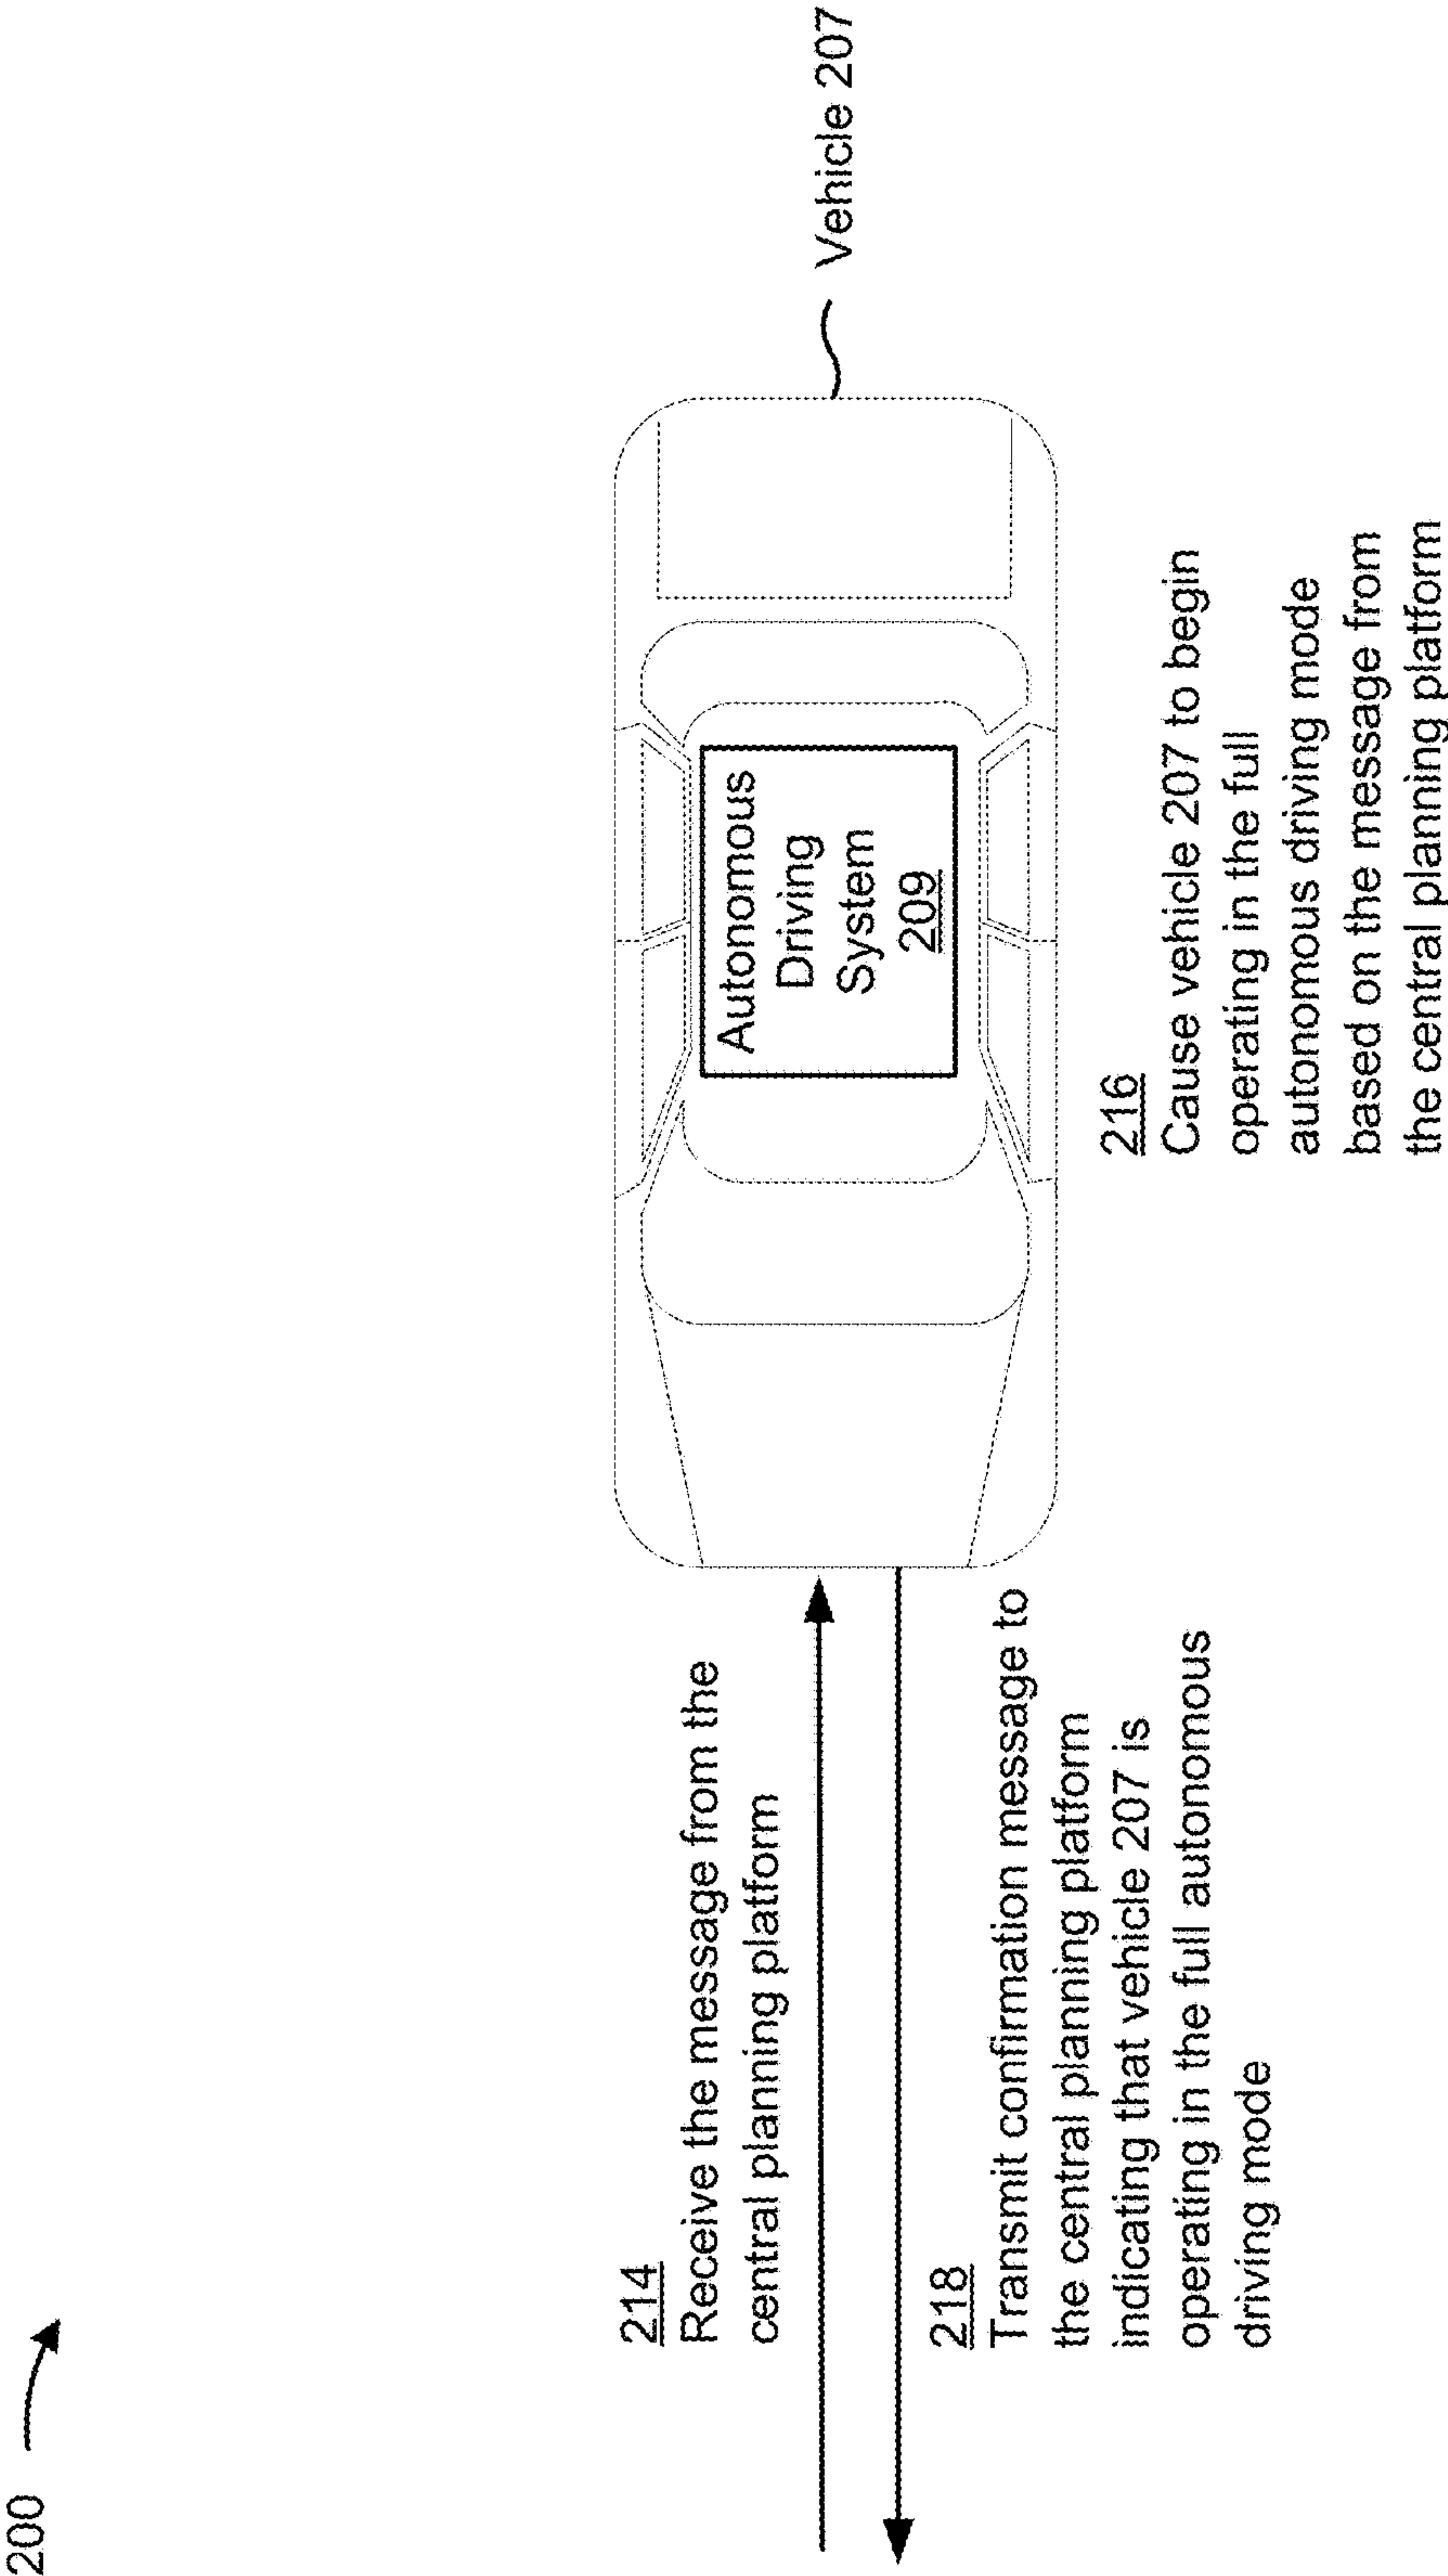 200
214
Receive the message from the
central planning platform
218
Transmit confirmation message to
the central planning platform
indicating that vehicle 207 is
operating in the full autonomous
driving mode
Autonomous
Driving
System
209
216
Cause vehicle 207 to begin
operating in the full
autonomous driving mode
based on the message from
the central planning platform
Vehicle 207